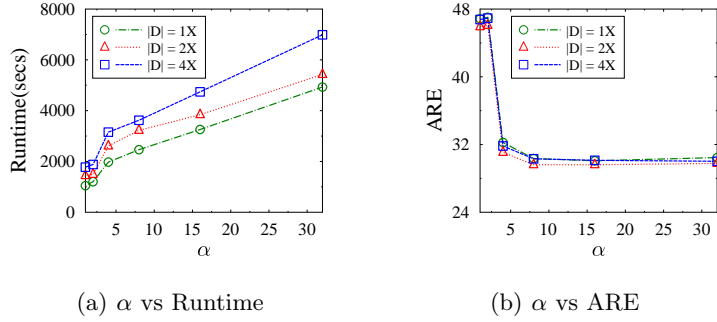 8000
6000
4000
2000
0
Runtime(secs)
|D| = 1X
|D| = 2X
|D| = 4X
5 10 15 20 25 30
α
(a) α vs Runtime
48
40
32
24
ARE
|D| = 1X
|D| = 2X
|D| = 4X
5 10 15 20 25 30
α
(b) α vs ARE